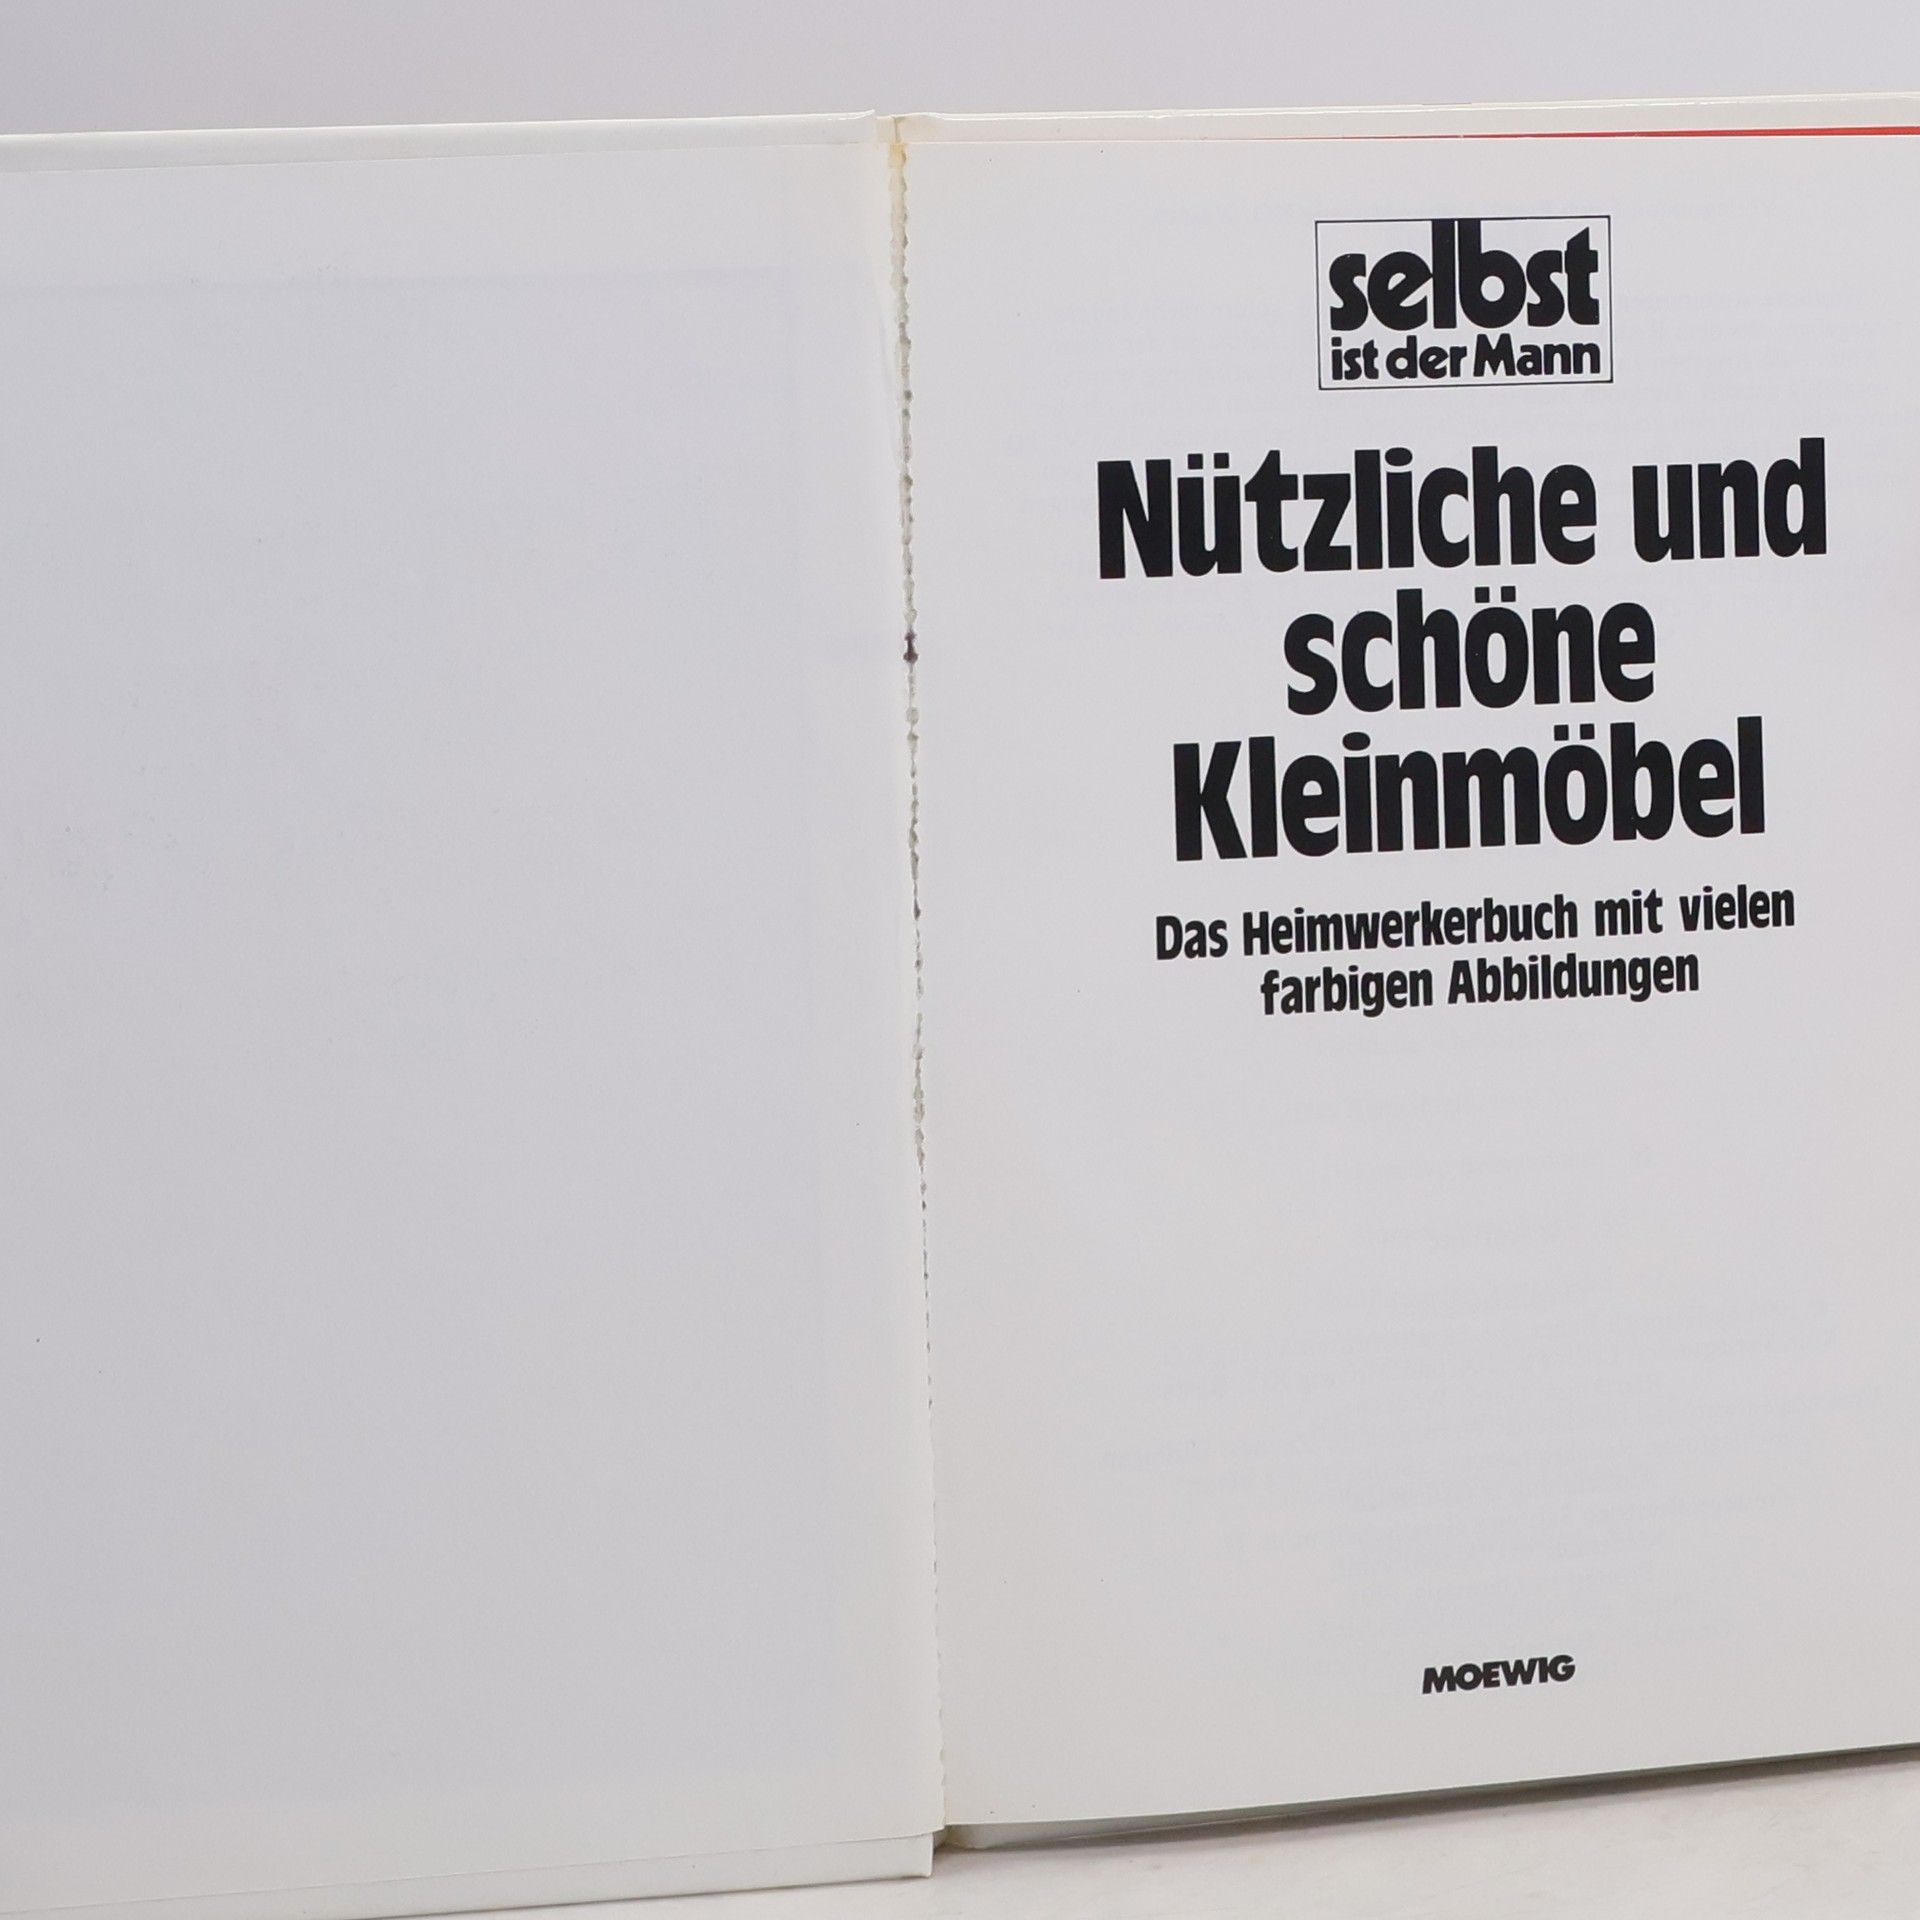 selbst
ist der Mann
Nützliche und
schöne
Kleinmöbel
Das Heimwerkerbuch mit vielen
farbigen Abbildungen
MOEWIG